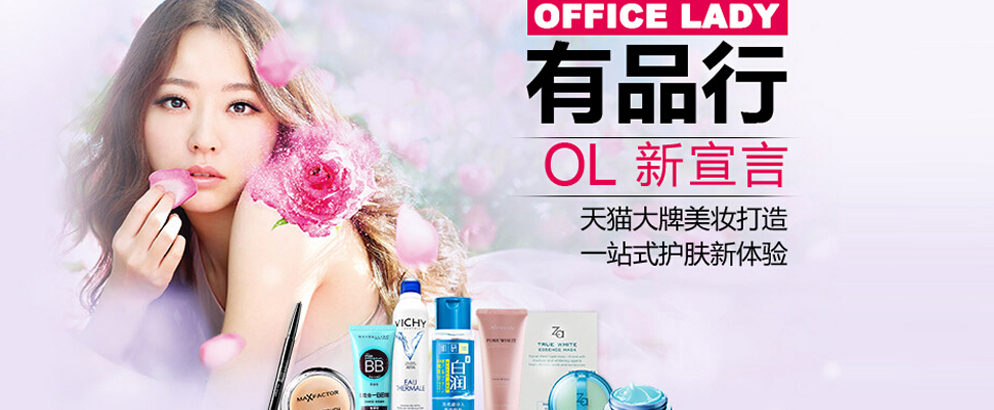 OFFICE LADY
有品行
OL 新宣言
天猫大牌美妆打造
一站式护肤新体验
VICHY
EAU
THERMALE
BB
白润
PURE WHITE
Za
TRUE WHITE
ESSENCE MASK
MAXFACTOR
Za